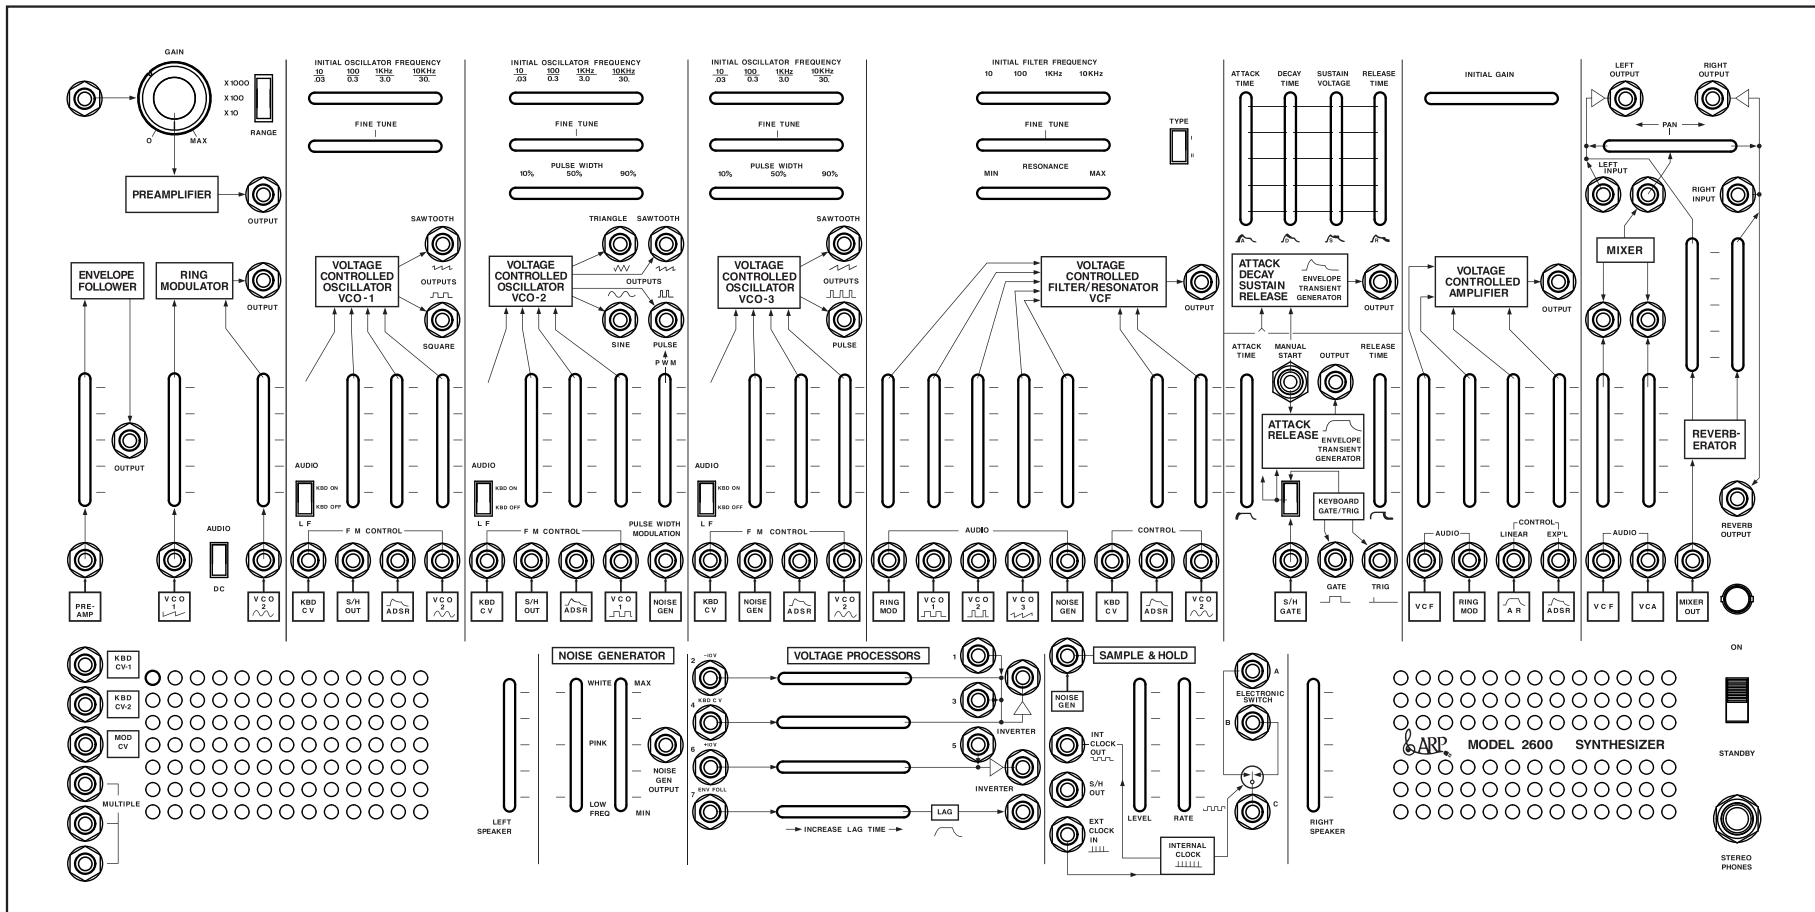 GAIN
X 1000
X 100
X 10
RANGE
O
MAX
PREAMPLIFIER
OUTPUT
ENVELOPE
FOLLOWER
RING
MODULATOR
OUTPUT
OUTPUT
AUDIO
DC
PRE-
AMP
VCO
1
VCO
2
INITIAL OSCILLATOR FREQUENCY
10 100 1KHz 10KHz
.03 0.3 3.0 30.
FINE TUNE
SAWTOOTH
VOLTAGE
CONTROLLED
OSCILLATOR
VCO-1
OUTPUTS
SQUARE
AUDIO
KBD ON
KBD OFF
LF
FM CONTROL
KBD
CV
S/H
OUT
ADSR
VCO
2
INITIAL OSCILLATOR FREQUENCY
10 100 1KHz 10KHz
.03 0.3 3.0 30.
FINE TUNE
PULSE WIDTH
10% 50% 90%
TRIANGLE SAWTOOTH
VOLTAGE
CONTROLLED
OSCILLATOR
VCO-2
OUTPUTS
SINE
PULSE
PWM
AUDIO
KBD ON
KBD OFF
LF
FM CONTROL
PULSE WIDTH
MODULATION
KBD
CV
S/H
OUT
ADSR
VCO
1
NOISE
GEN
INITIAL OSCILLATOR FREQUENCY
10 100 1KHz 10KHz
.03 0.3 3.0 30.
FINE TUNE
PULSE WIDTH
10% 50% 90%
SAWTOOTH
VOLTAGE
CONTROLLED
OSCILLATOR
VCO-3
OUTPUTS
PULSE
AUDIO
KBD ON
KBD OFF
LF
FM CONTROL
KBD
CV
NOISE
GEN
ADSR
VCO
2
INITIAL FILTER FREQUENCY
10 100 1KHz 10KHz
FINE TUNE
RESONANCE
MIN MAX
TYPE
I
II
VOLTAGE
CONTROLLED
FILTER/RESONATOR
VCF
OUTPUT
AUDIO
CONTROL
RING
MOD
VCO
1
VCO
2
VCO
3
NOISE
GEN
KBD
CV
ADSR
VCO
2
ATTACK
TIME
DECAY
TIME
SUSTAIN
VOLTAGE
RELEASE
TIME
A
D
S
R
ATTACK
DECAY
SUSTAIN
RELEASE
ENVELOPE
TRANSIENT
GENERATOR
OUTPUT
ATTACK
TIME
MANUAL
START
OUTPUT
RELEASE
TIME
ATTACK
RELEASE
ENVELOPE
TRANSIENT
GENERATOR
KEYBOARD
GATE/TRIG
GATE
TRIG
S/H
GATE
INITIAL GAIN
VOLTAGE
CONTROLLED
AMPLIFIER
OUTPUT
AUDIO
CONTROL
LINEAR EXP'L
VCF
RING
MOD
AR
ADSR
LEFT
OUTPUT
RIGHT
OUTPUT
PAN
LEFT
INPUT
RIGHT
INPUT
MIXER
REVERB-
ERATOR
REVERB
OUTPUT
AUDIO
VCF
VCA
MIXER
OUT
KBD
CV-1
KBD
CV-2
MOD
CV
MULTIPLE
LEFT
SPEAKER
NOISE GENERATOR
WHITE
PINK
LOW
FREQ
MAX
MIN
NOISE
GEN
OUTPUT
VOLTAGE PROCESSORS
-10V
2
KBD CV
4
+10V
6
ENV FOLL
7
1
3
5
INVERTER
INVERTER
LAG
INCREASE LAG TIME
SAMPLE & HOLD
NOISE
GEN
INT
CLOCK
OUT
S/H
OUT
EXT
CLOCK
IN
LEVEL
RATE
INTERNAL
CLOCK
A
ELECTRONIC
SWITCH
B
C
RIGHT
SPEAKER
ARP MODEL 2600 SYNTHESIZER
ON
STANDBY
STEREO
PHONES